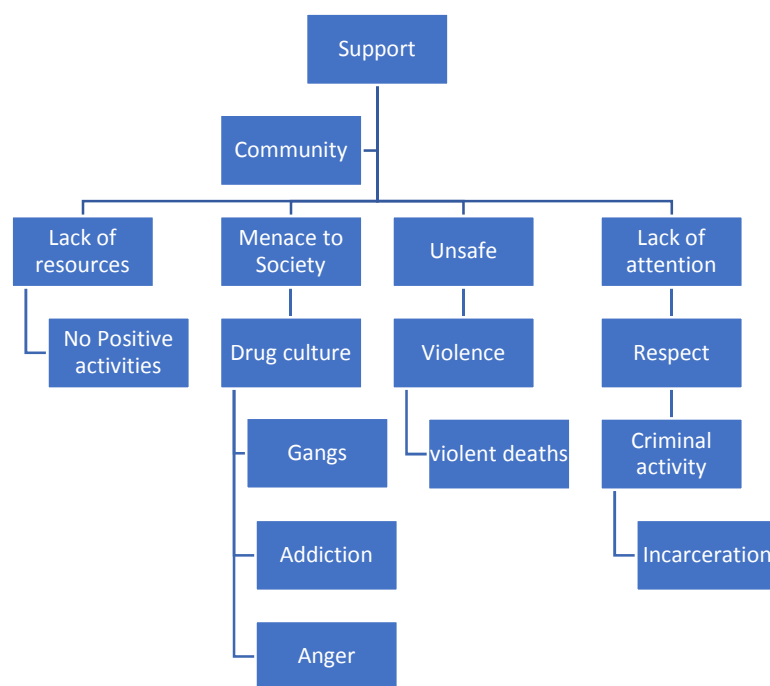 Support
Community
Lack of
resources
Menace to
Society
Unsafe
Lack of
attention
No Positive
activities
Drug culture
Violence
Respect
Gangs
violent deaths
Criminal
activity
Addiction
Incarceration
Anger